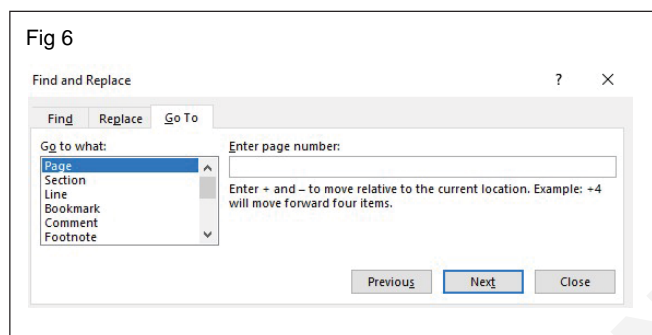 Fig 6
Find and Replace ? X
Find Replace Go To
Go to what: Enter page number:
Page
Section
Line
Bookmark
Comment
Footnote
Enter + and – to move relative to the current location. Example: +4
will move forward four items.
Previous Next Close